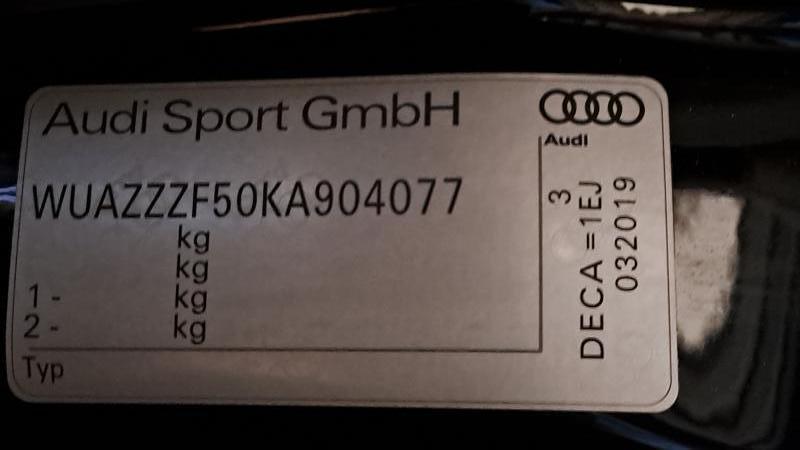 Audi Sport GmbH
Audi
WUAZZZF50KA904077
kg
kg
1 - kg
2 - kg
Typ
3
DECA = 1EJ
032019